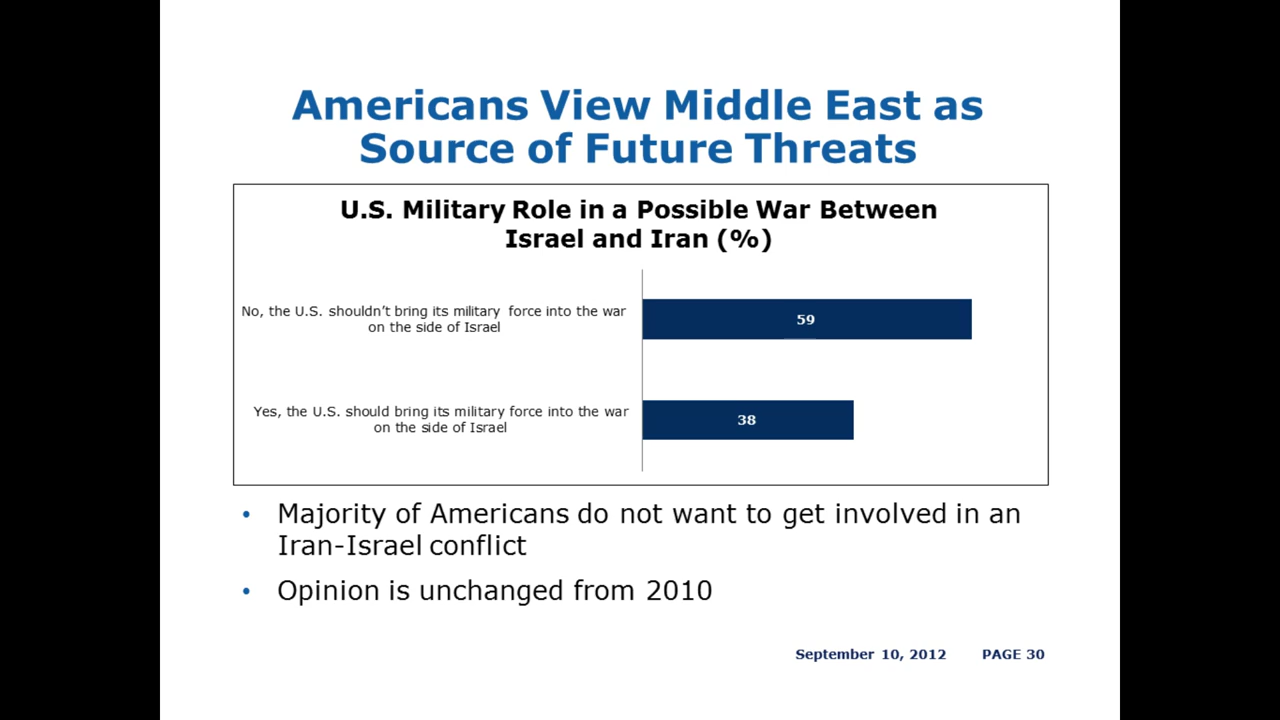 Americans View Middle East as
Source of Future Threats
U.S. Military Role in a Possible War Between
Israel and Iran (%)
No, the U.S. shouldn’t bring its military force into the war
on the side of Israel
59
Yes, the U.S. should bring its military force into the war
on the side of Israel
38
• Majority of Americans do not want to get involved in an
Iran-Israel conflict
• Opinion is unchanged from 2010
September 10, 2012 PAGE 30